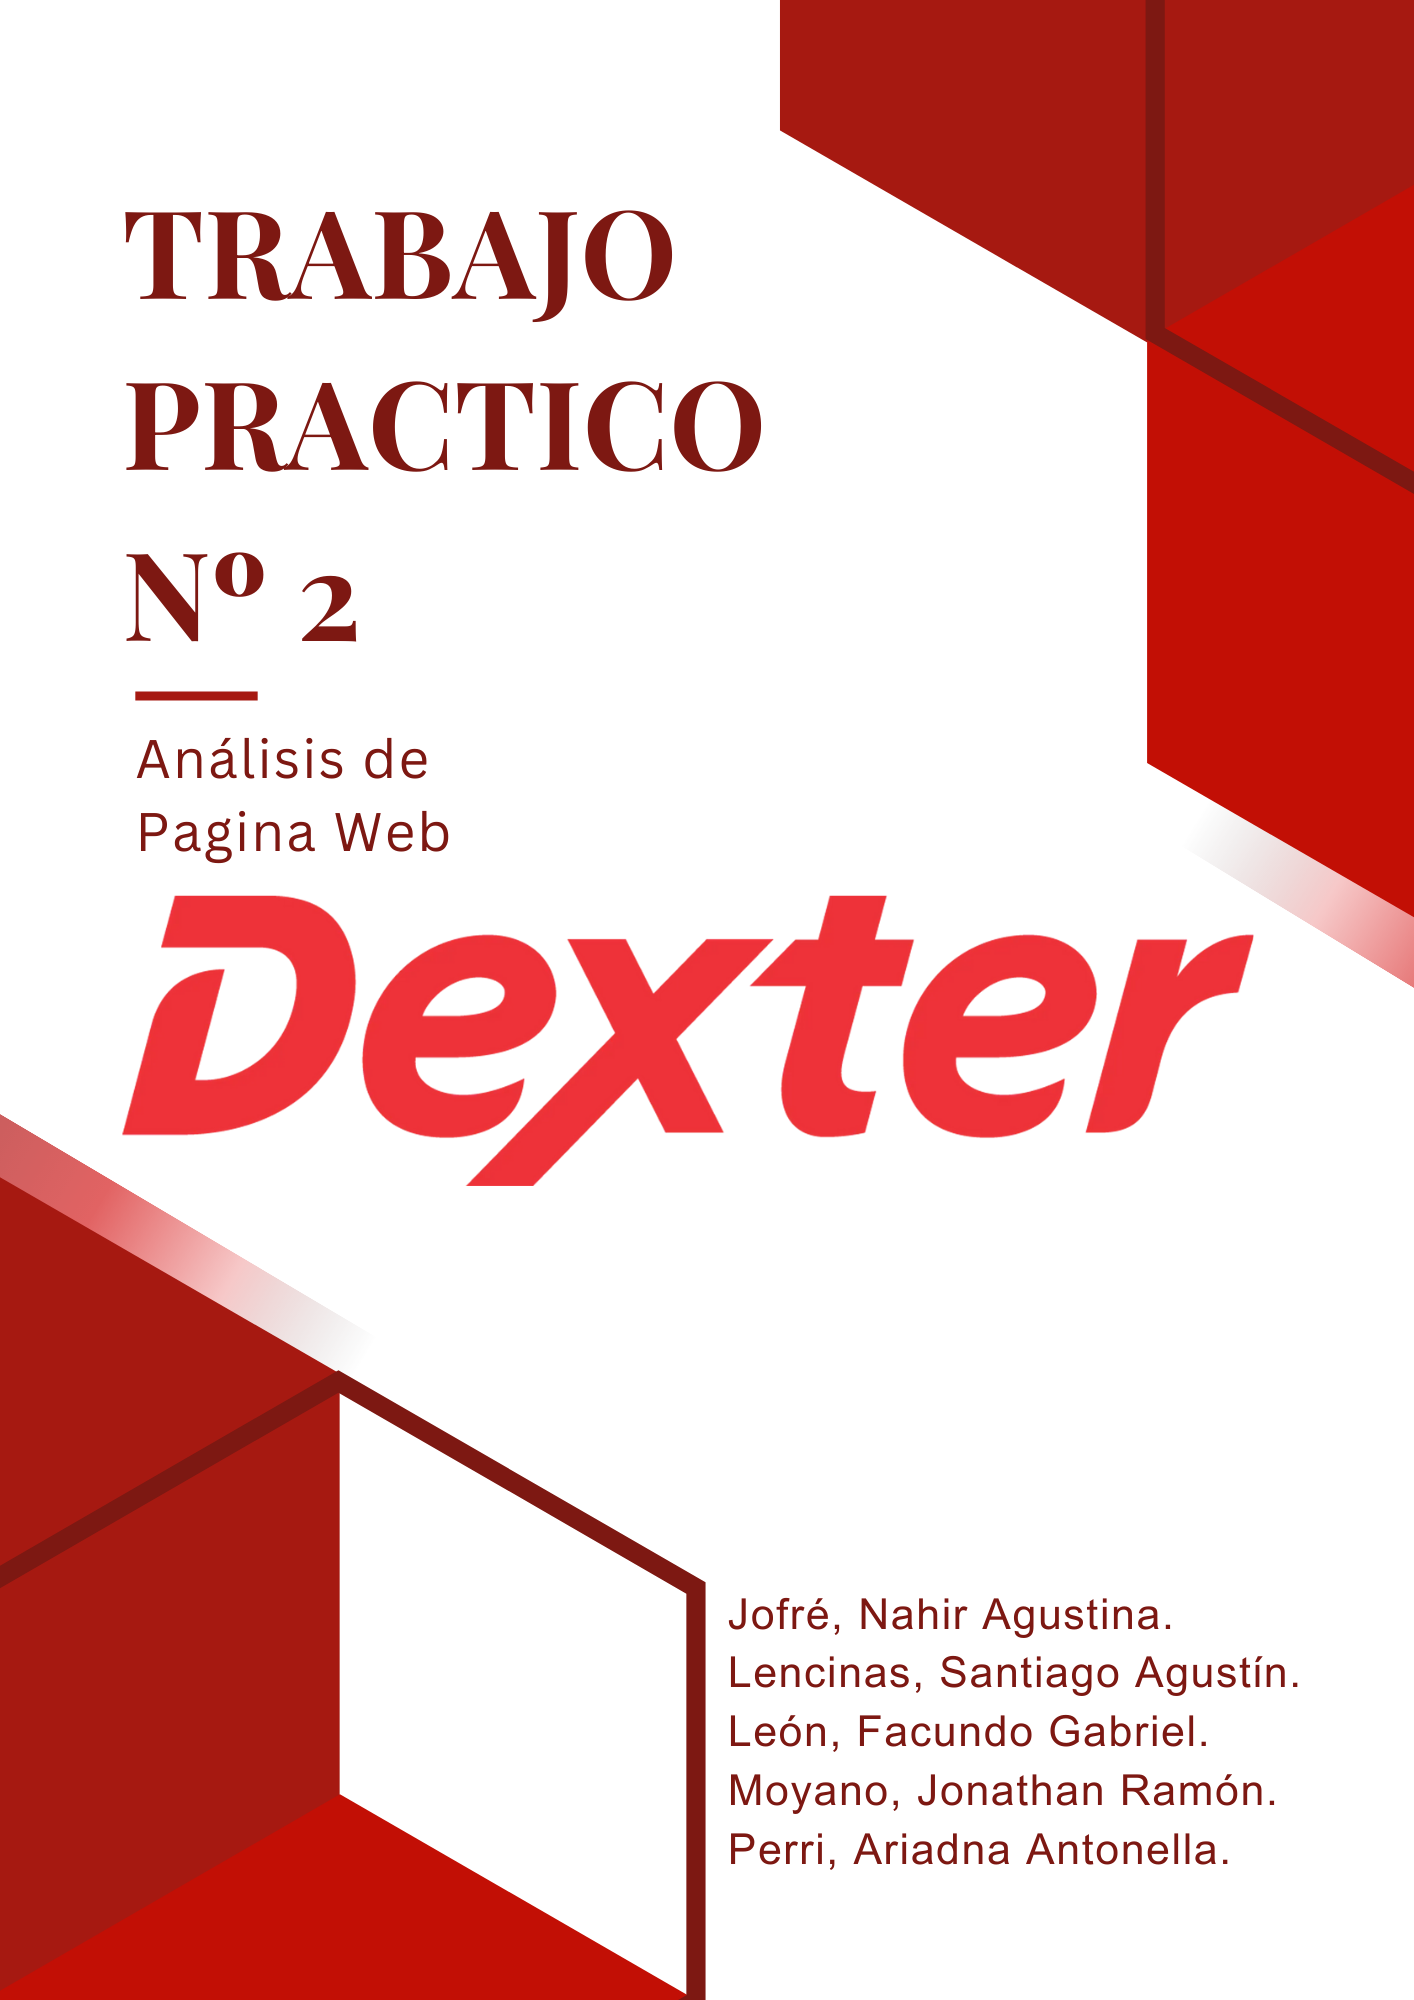 TRABAJO
PRACTICO
Nº 2
Análisis de
Pagina Web
Dexter
Jofré, Nahir Agustina.
Lencinas, Santiago Agustín.
León, Facundo Gabriel.
Moyano, Jonathan Ramón.
Perri, Ariadna Antonella.